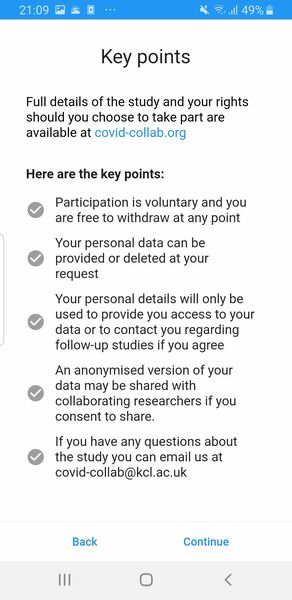 21:09 ... 49%
Key points
Full details of the study and your rights
should you choose to take part are
available at covid-collab.org
Here are the key points:
Participation is voluntary and you
are free to withdraw at any point
Your personal data can be
provided or deleted at your
request
Your personal details will only be
used to provide you access to your
data or to contact you regarding
follow-up studies if you agree
An anonymised version of your
data may be shared with
collaborating researchers if you
consent to share.
If you have any questions about
the study you can email us at
covid-collab@kcl.ac.uk
Back Continue